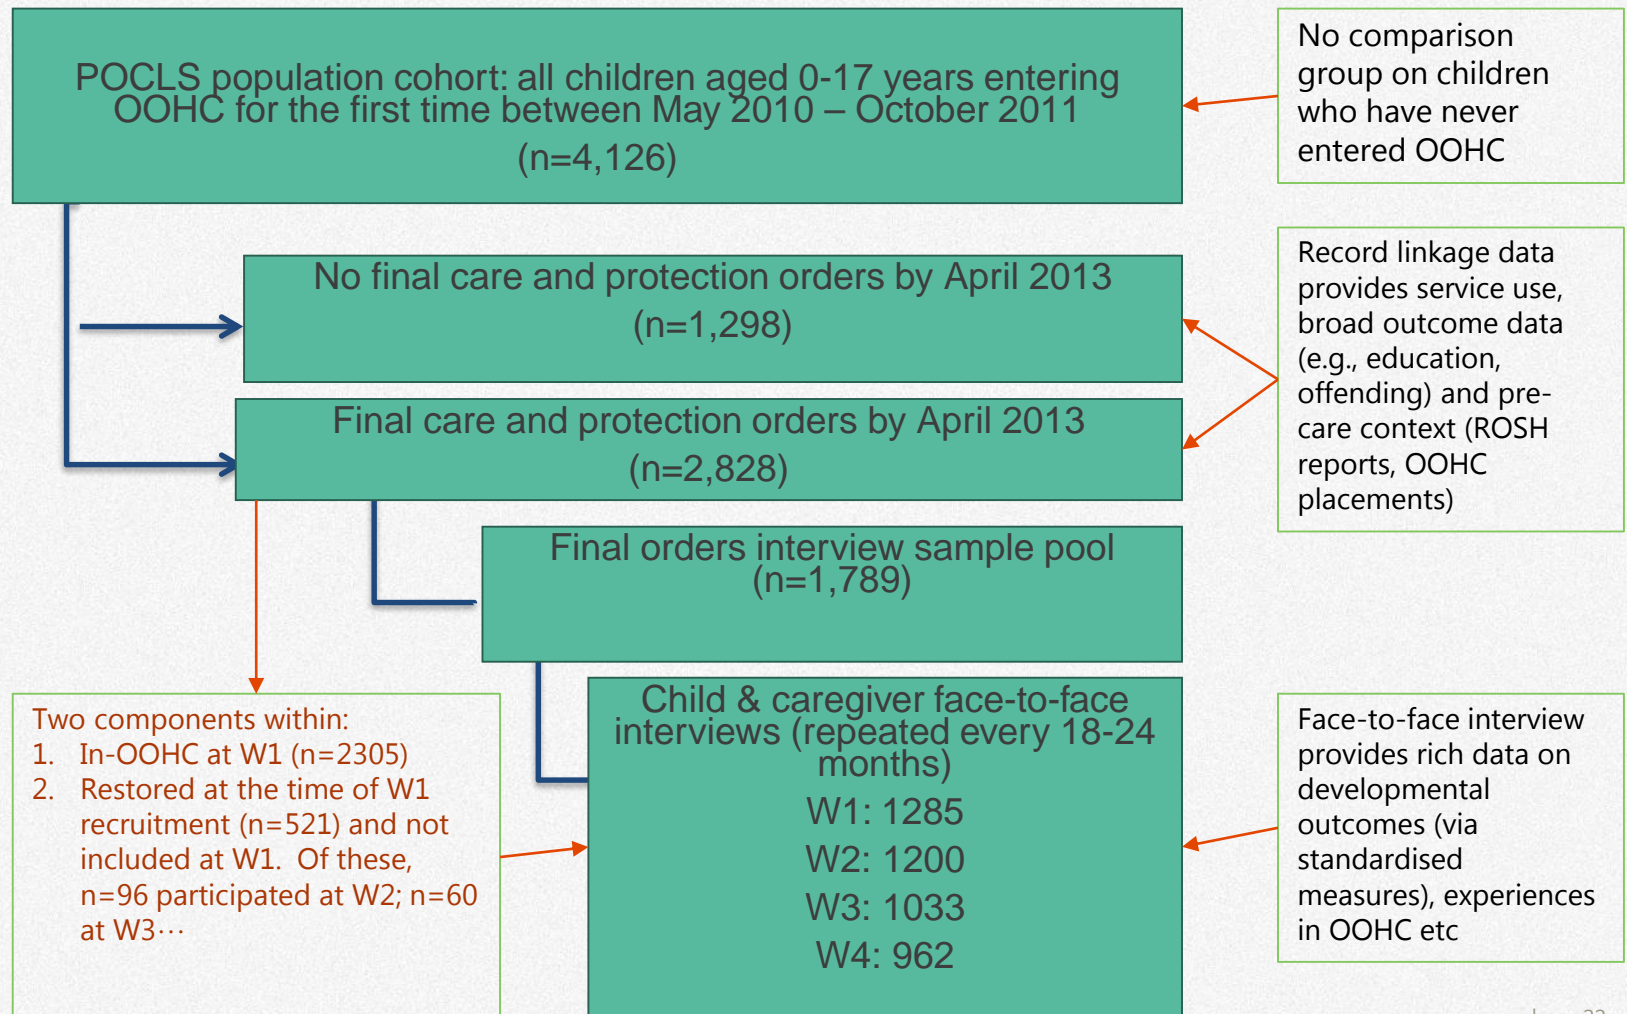 POCLS population cohort: all children aged 0-17 years entering
OOHC for the first time between May 2010 – October 2011
(n=4,126)
No comparison
group on children
who have never
entered OOHC
No final care and protection orders by April 2013
(n=1,298)
Final care and protection orders by April 2013
(n=2,828)
Record linkage data
provides service use,
broad outcome data
(e.g., education,
offending) and pre-
care context (ROSH
reports, OOHC
placements)
Final orders interview sample pool
(n=1,789)
Two components within:
1. In-OOHC at W1 (n=2305)
2. Restored at the time of W1
recruitment (n=521) and not
included at W1. Of these,
n=96 participated at W2; n=60
at W3⋯
Child & caregiver face-to-face
interviews (repeated every 18-24
months)
W1: 1285
W2: 1200
W3: 1033
W4: 962
Face-to-face interview
provides rich data on
developmental
outcomes (via
standardised
measures), experiences
in OOHC etc